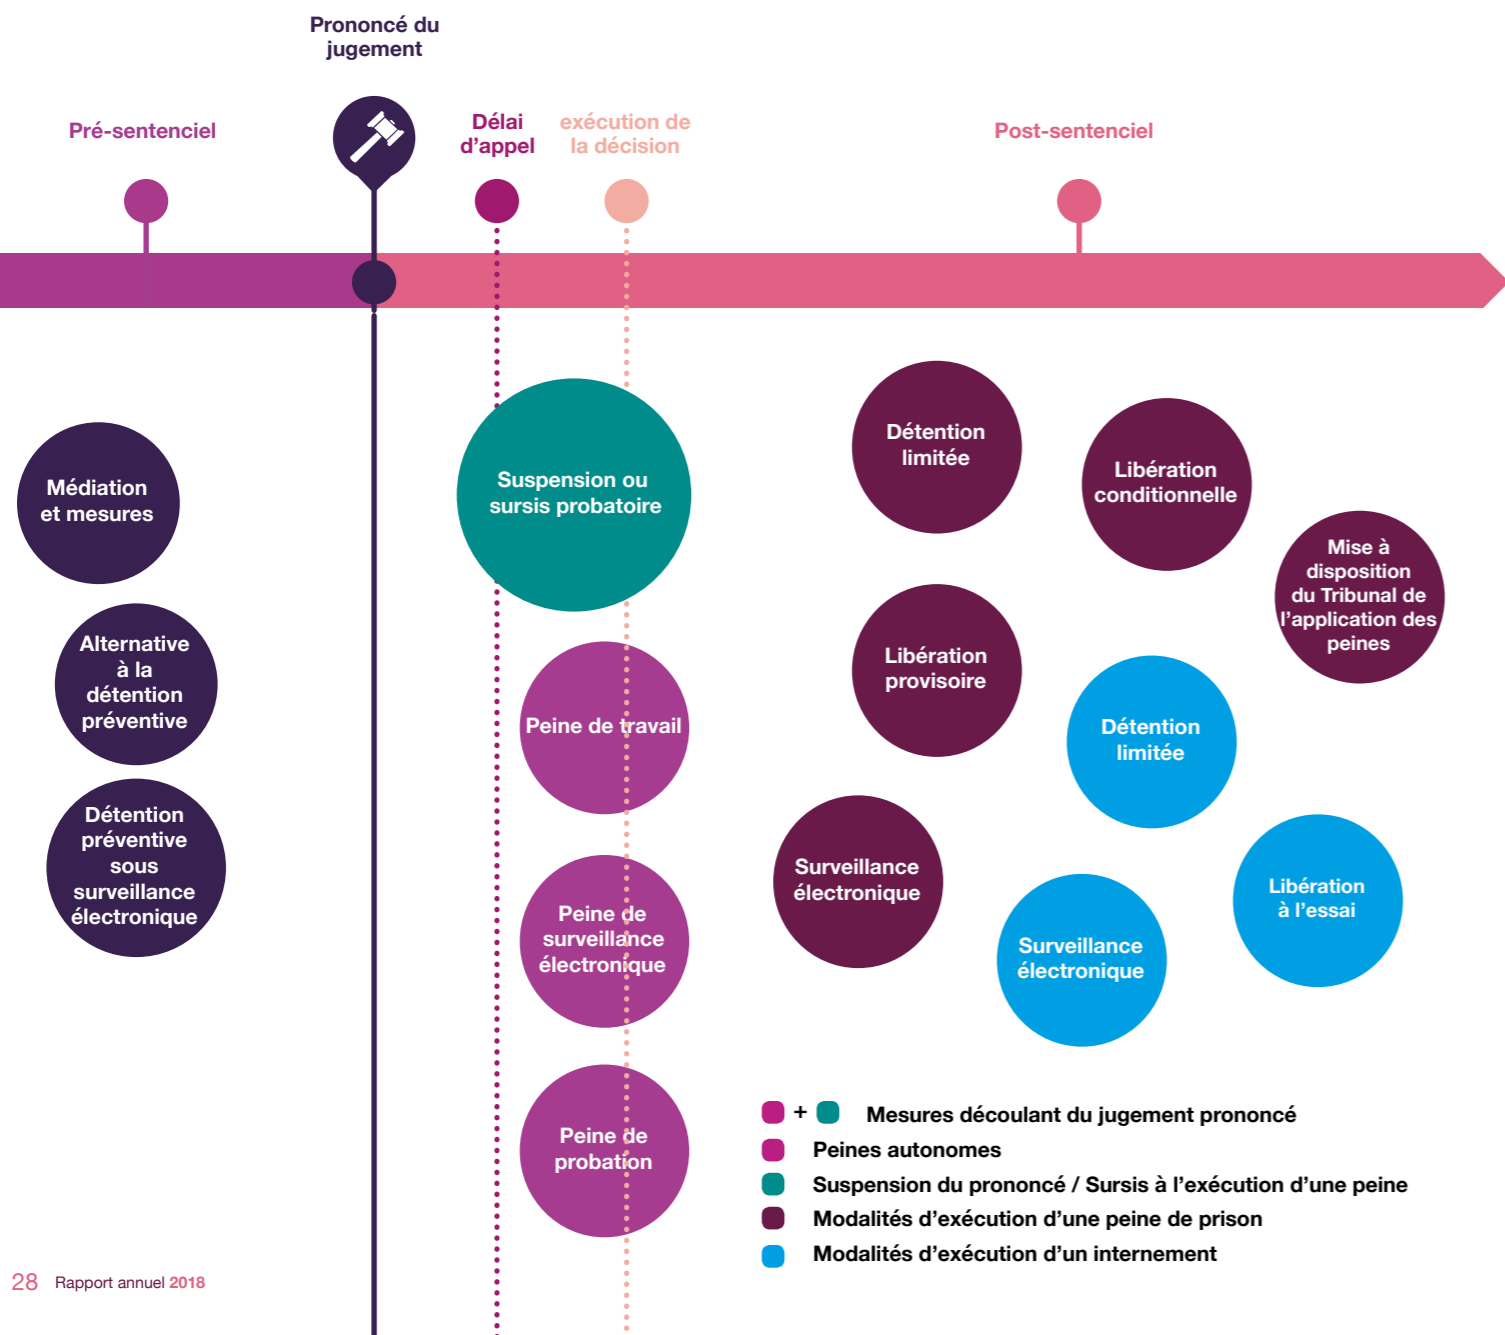 Prononcé du
jugement
Pré-sentenciel
Délai
d’appel
exécution de
la décision
Post-sentenciel
Médiation
et mesures
Alternative
à la
détention
préventive
Détention
préventive
sous
surveillance
électronique
Suspension ou
sursis probatoire
Peine de travail
Peine de
surveillance
électronique
Peine de
probation
Détention
limitée
Libération
conditionnelle
Mise à
disposition
du Tribunal de
l’application des
peines
Libération
provisoire
Détention
limitée
Surveillance
électronique
Libération
à l’essai
Surveillance
électronique
+ Mesures découlant du jugement prononcé
Peines autonomes
Suspension du prononcé / Sursis à l’exécution d’une peine
Modalités d’exécution d’une peine de prison
Modalités d’exécution d’un internement
28 Rapport annuel 2018